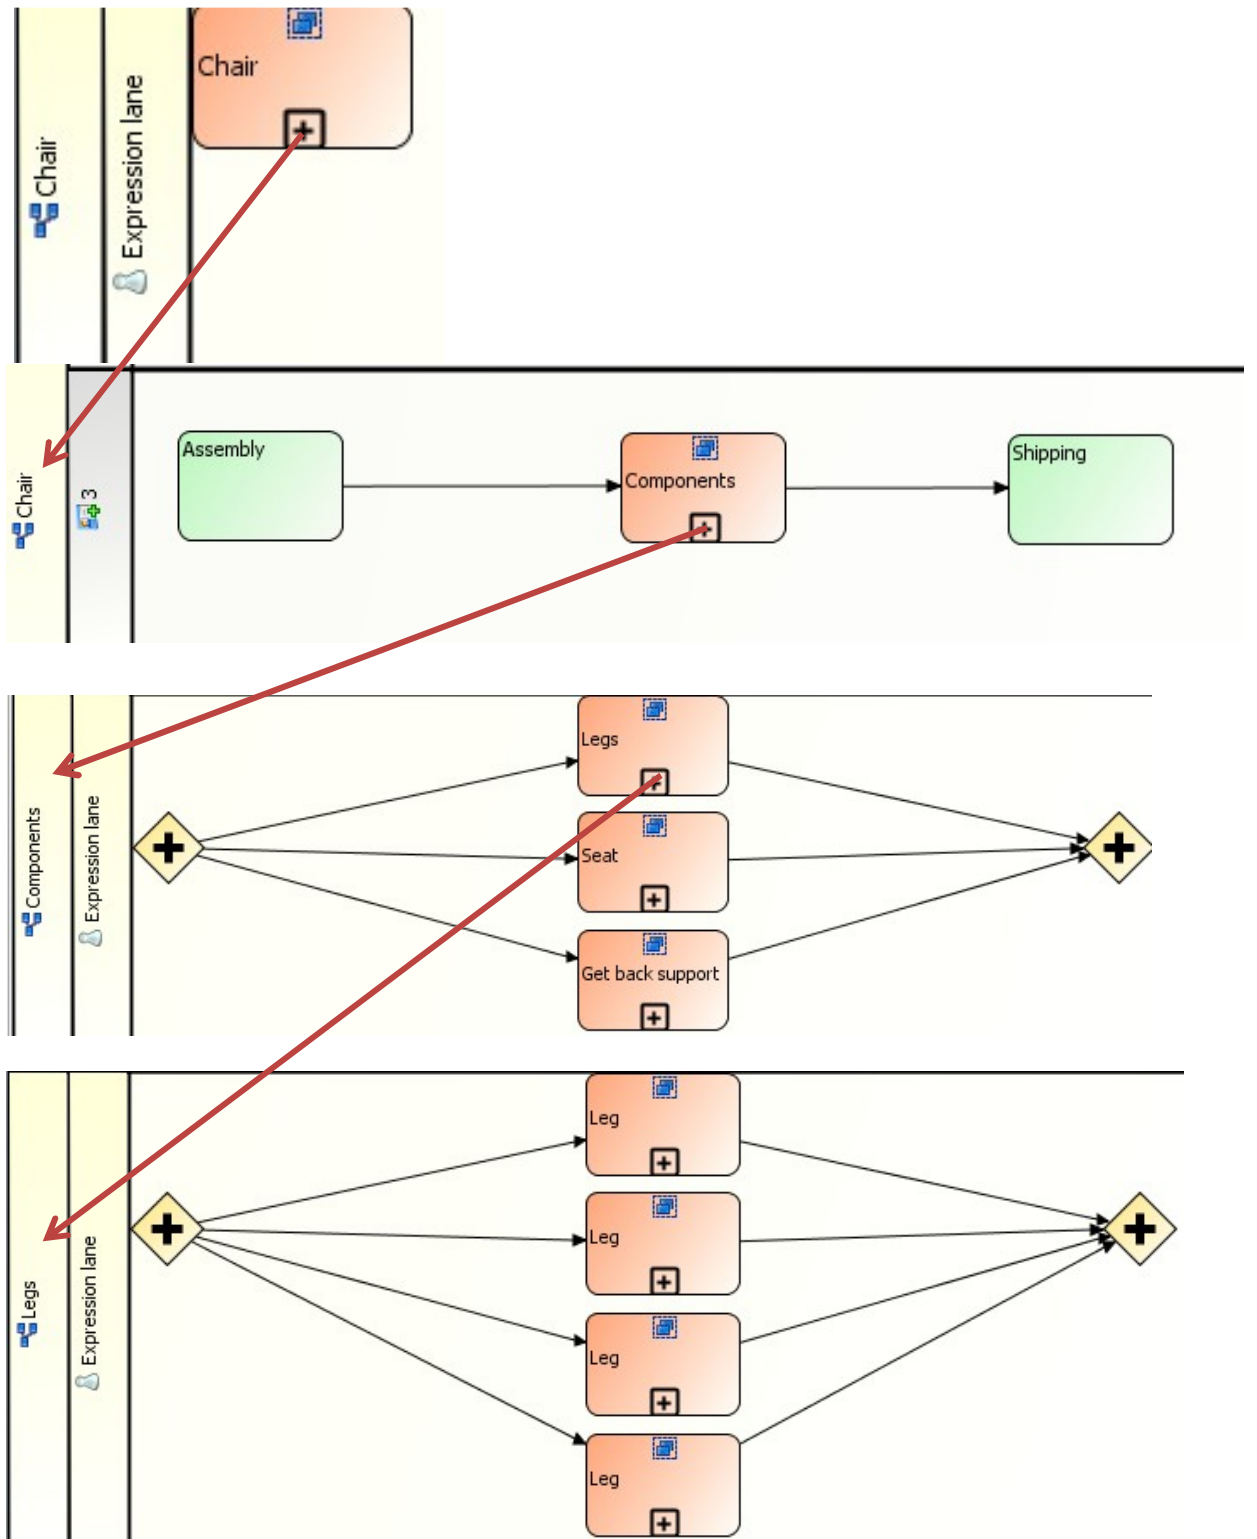 Chair
Expression lane
Chair
Chair
3
Assembly
Components
Shipping
Components
Expression lane
Legs
Seat
Get back support
Legs
Expression lane
Leg
Leg
Leg
Leg